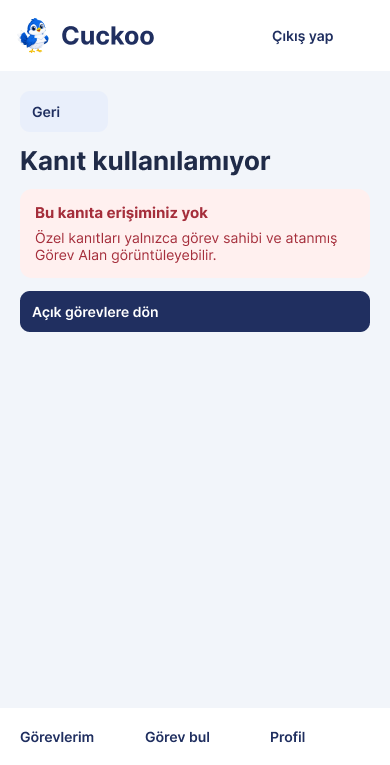 Cuckoo
Çıkış yap
Geri
Kanıt kullanılamıyor
Bu kanıta erişiminiz yok
Özel kanıtları yalnızca görev sahibi ve atanmış
Görev Alan görüntüleyebilir.
Açık görevlere dön
Görevlerim
Görev bul
Profil